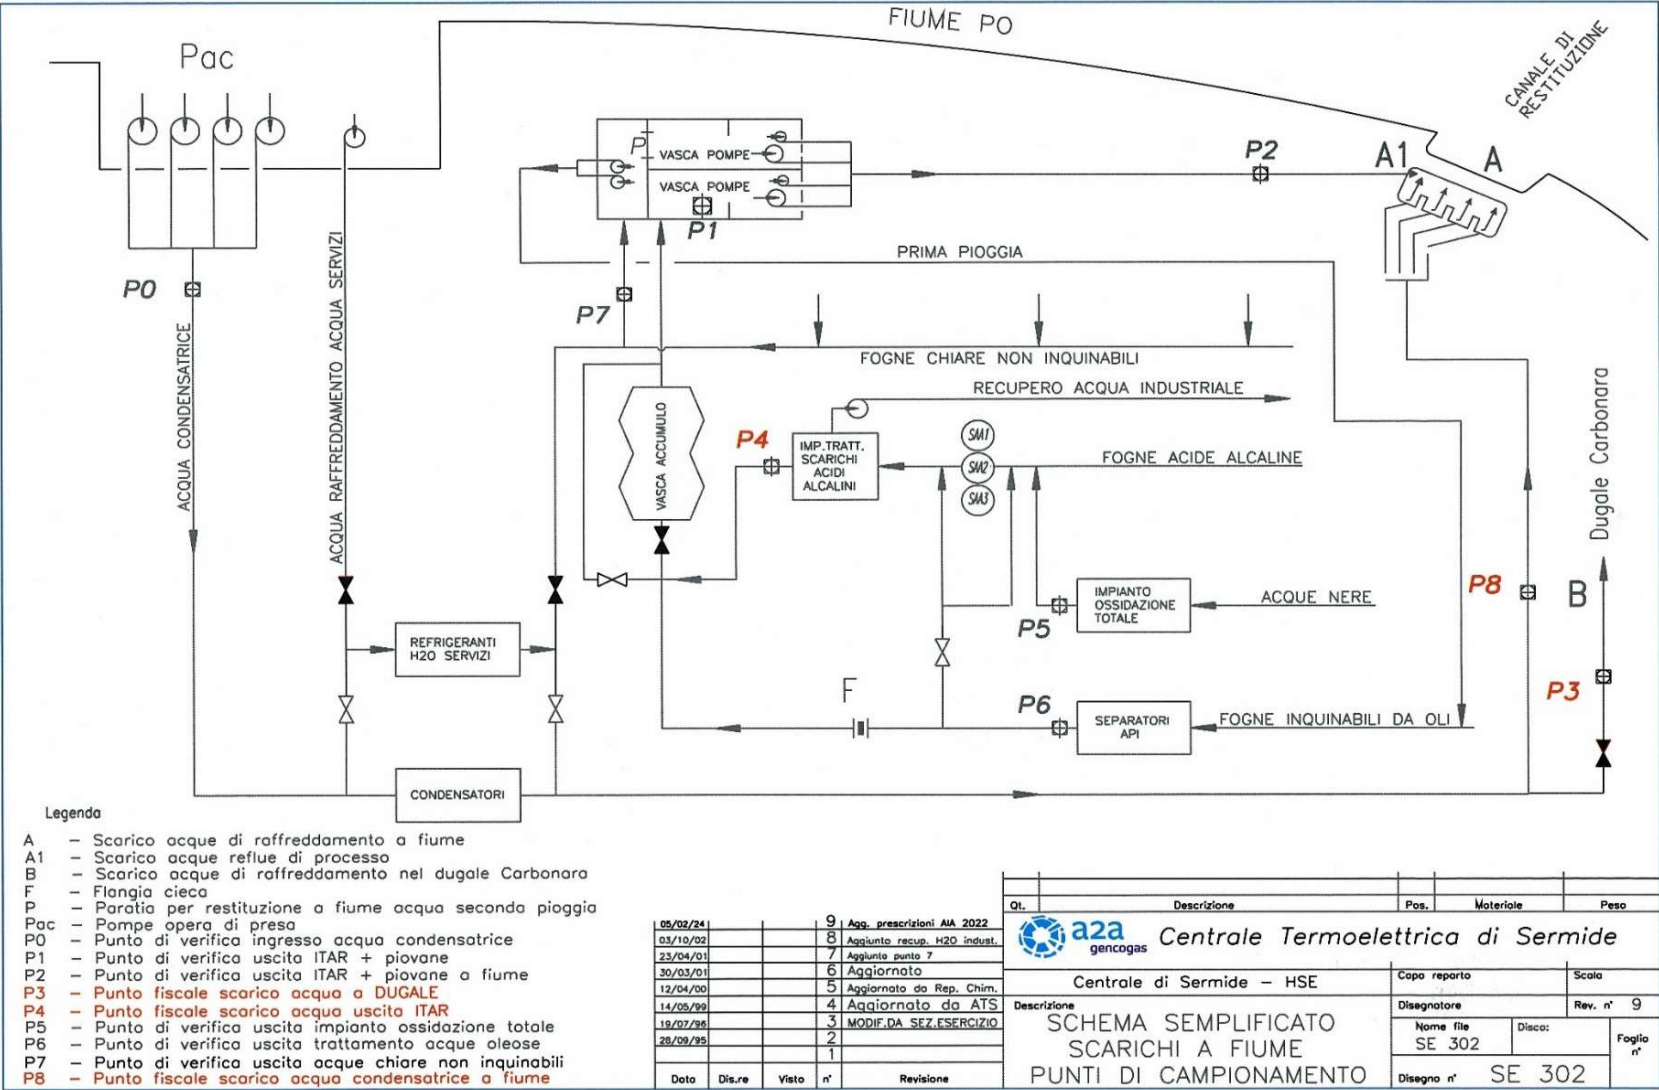 FIUME PO
CANALE DI
RESTITUZIONE
Pac
P
VASCA POMPE
VASCA POMPE
P1
P2
A1
A
P0
P7
PRIMA PIOGGIA
ACQUA CONDENSATRICE
ACQUA RAFFREDDAMENTO ACQUA SERVIZI
FOGNE CHIARE NON INQUINABILI
RECUPERO ACQUA INDUSTRIALE
VASCA ACCUMULO
P4
IMP.TRATT.
SCARICHI
ACIDI
ALCALINI
SAA1
SAA2
SAA3
FOGNE ACIDE ALCALINE
Dugale Carbonara
REFRIGERANTI
H2O SERVIZI
P5
IMPIANTO
OSSIDAZIONE
TOTALE
ACQUE NERE
P8
B
P3
F
P6
SEPARATORI
API
FOGNE INQUINABILI DA OLI
CONDENSATORI
Legenda
A – Scarico acque di raffreddamento a fiume
A1 – Scarico acque reflue di processo
B – Scarico acque di raffreddamento nel dugale Carbonara
F – Flangia cieca
P – Paratia per restituzione a fiume acqua seconda pioggia
Pac – Pompe opera di presa
P0 – Punto di verifica ingresso acqua condensatrice
P1 – Punto di verifica uscita ITAR + piovane
P2 – Punto di verifica uscita ITAR + piovane a fiume
P3 – Punto fiscale scarico acqua a DUGALE
P4 – Punto fiscale scarico acqua uscita ITAR
P5 – Punto di verifica uscita impianto ossidazione totale
P6 – Punto di verifica uscita trattamento acque oleose
P7 – Punto di verifica uscita acque chiare non inquinabili
P8 – Punto fiscale scarico acqua condensatrice a fiume
05/02/24 9 Agg. prescrizioni AIA 2022
03/10/02 8 Aggiunto recup. H2O indust.
23/04/01 7 Aggiunto punto 7
30/03/01 6 Aggiornato
12/04/00 5 Aggiornato da Rep. Chim.
14/05/99 4 Aggiornato da ATS
19/07/96 3 MODIF.DA SEZ.ESERCIZIO
28/09/95 2
1
Data Dis.re Visto n° Revisione
Qt. Descrizione Pos. Materiale Peso
a2a
gencogas
Centrale Termoelettrica di Sermide
Centrale di Sermide – HSE
Capo reparto
Scala
Descrizione
SCHEMA SEMPLIFICATO
SCARICHI A FIUME
PUNTI DI CAMPIONAMENTO
Disegnatore
Rev. n° 9
Nome file
SE 302
Disco:
Foglio
n°
Disegno n° SE 302